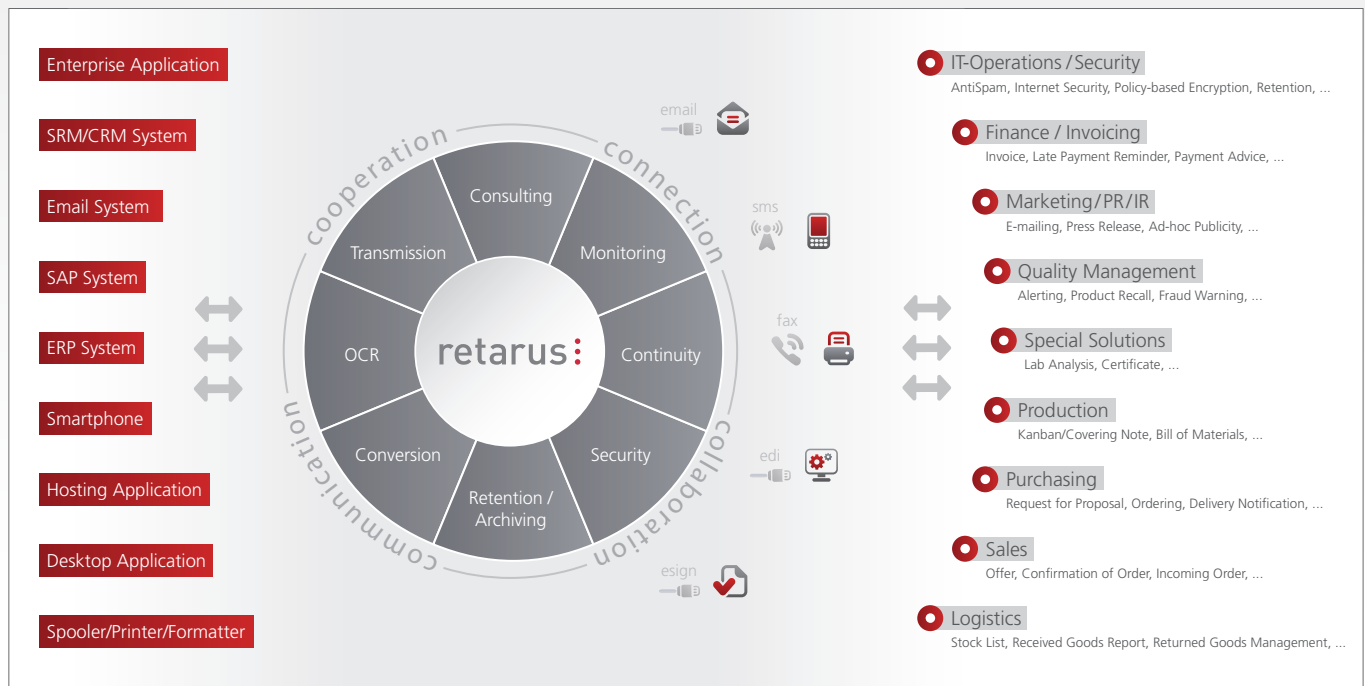 Enterprise Application
SRM/CRM System
Email System
SAP System
ERP System
Smartphone
Hosting Application
Desktop Application
Spooler/Printer/Formatter
cooperation
connection
collaboration
communication
Consulting
Monitoring
Continuity
Security
Retention /
Archiving
Conversion
OCR
Transmission
retarus
email
sms
fax
edi
esign
IT-Operations / Security
AntiSpam, Internet Security, Policy-based Encryption, Retention, ...
Finance / Invoicing
Invoice, Late Payment Reminder, Payment Advice, ...
Marketing/PR/IR
E-mailing, Press Release, Ad-hoc Publicity, ...
Quality Management
Alerting, Product Recall, Fraud Warning, ...
Special Solutions
Lab Analysis, Certificate, ...
Production
Kanban/Covering Note, Bill of Materials, ...
Purchasing
Request for Proposal, Ordering, Delivery Notification, ...
Sales
Offer, Confirmation of Order, Incoming Order, ...
Logistics
Stock List, Received Goods Report, Returned Goods Management, ...